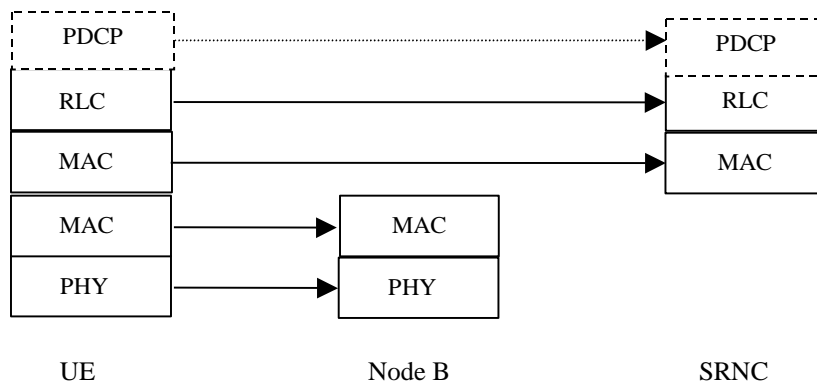 PDCP PDCP
RLC RLC
MAC MAC
MAC MAC
PHY PHY
UE Node B SRNC